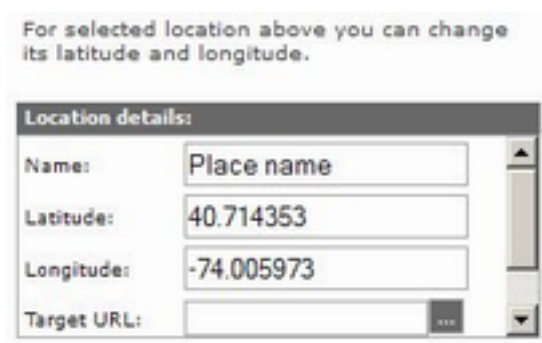 For selected location above you can change
its latitude and longitude.
Location details:
Name: Place name
Latitude: 40.714353
Longitude: -74.005973
Target URL: ...